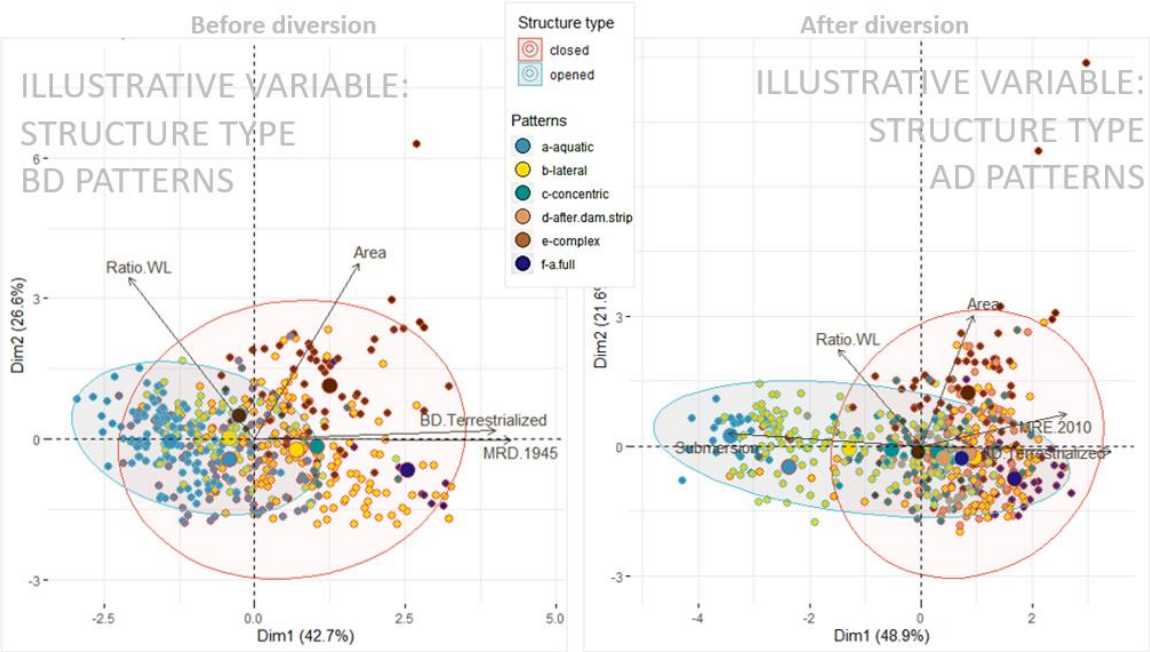 Before diversion
ILLUSTRATIVE VARIABLE:
STRUCTURE TYPE
BD PATTERNS
6
3
0
-3
Dim2 (26.6%)
Ratio.WL
Area
BD.Terrestrialized
MRD.1945
-2.5
0.0
2.5
5.0
Dim1 (42.7%)
Structure type
closed
opened
Patterns
a-aquatic
b-lateral
c-concentric
d-after.dam.strip
e-complex
f-a.full
After diversion
ILLUSTRATIVE VARIABLE:
STRUCTURE TYPE
AD PATTERNS
3
0
-3
Dim2 (21.6%
Area
Ratio.WL
MRE.2010
Submersion
AD.Terrestrialized
-4
-2
0
2
Dim1 (48.9%)